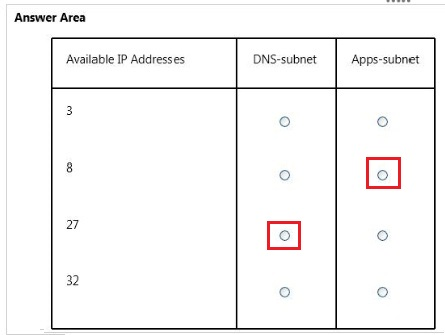 Answer Area
Available IP Addresses DNS-subnet Apps-subnet
3
8
27
32